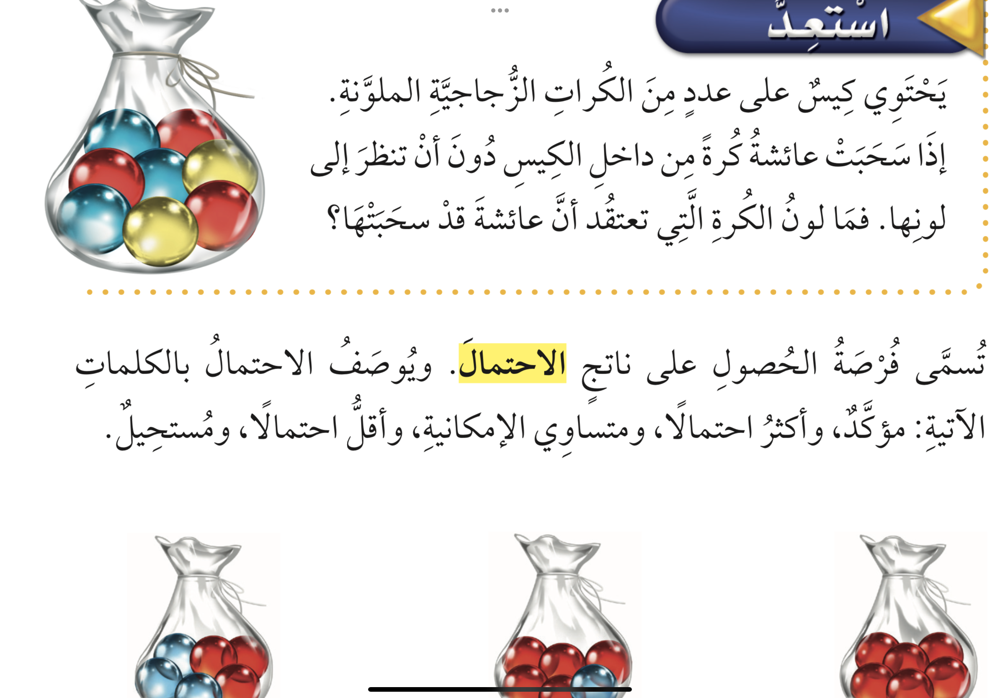 اسْتَعِدَّ
يَحْتَوِي كِيسٌ على عددٍ مِنَ الكُراتِ الزُّجاجيَّةِ الملوَّنةِ.
إذَا سَحَبَتْ عائشةُ كُرةً مِن داخلِ الكِيسِ دُونَ أنْ تنظرَ إلى
لونِها. فمَا لونُ الكُرةِ الَّتِي تعتقُد أنَّ عائشةَ قدْ سحَبَتْهَا؟
تُسمَّى فُرْصَةُ الحُصولِ على ناتجٍ الاحتمالَ. ويُوصَفُ الاحتمالُ بالكلماتِ
الآتيةِ: مؤكَّدٌ، وأكثرُ احتمالًا، ومتساوِي الإمكانيةِ، وأقلُّ احتمالًا، ومُستحِيلٌ.